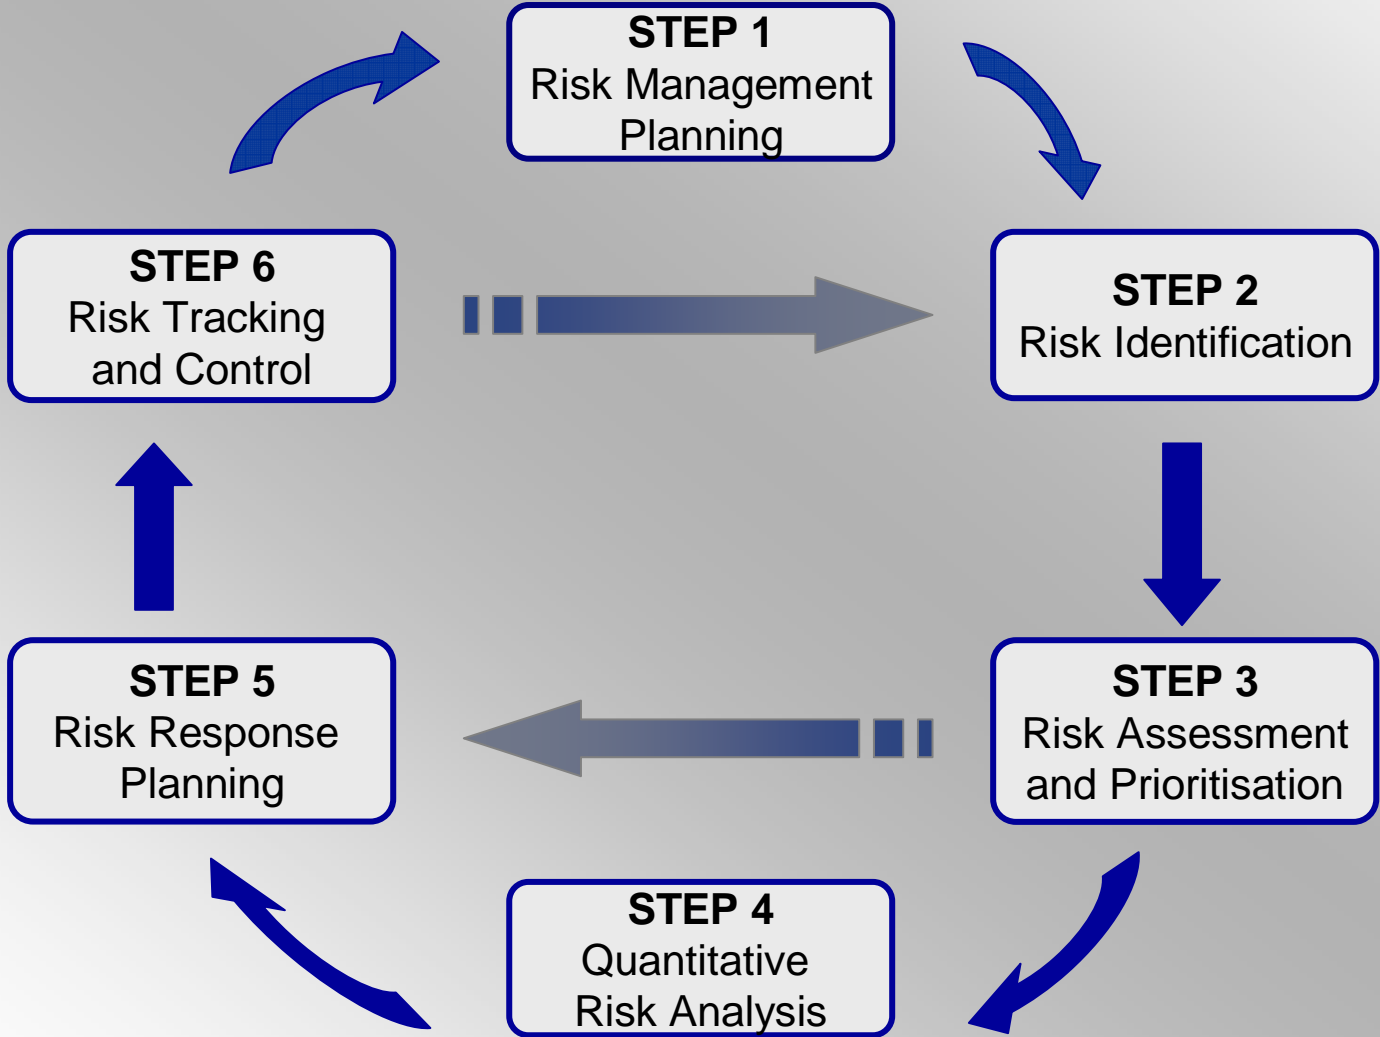 STEP 1
Risk Management
Planning
STEP 6
Risk Tracking
and Control
STEP 2
Risk Identification
STEP 5
Risk Response
Planning
STEP 3
Risk Assessment
and Prioritisation
STEP 4
Quantitative
Risk Analysis